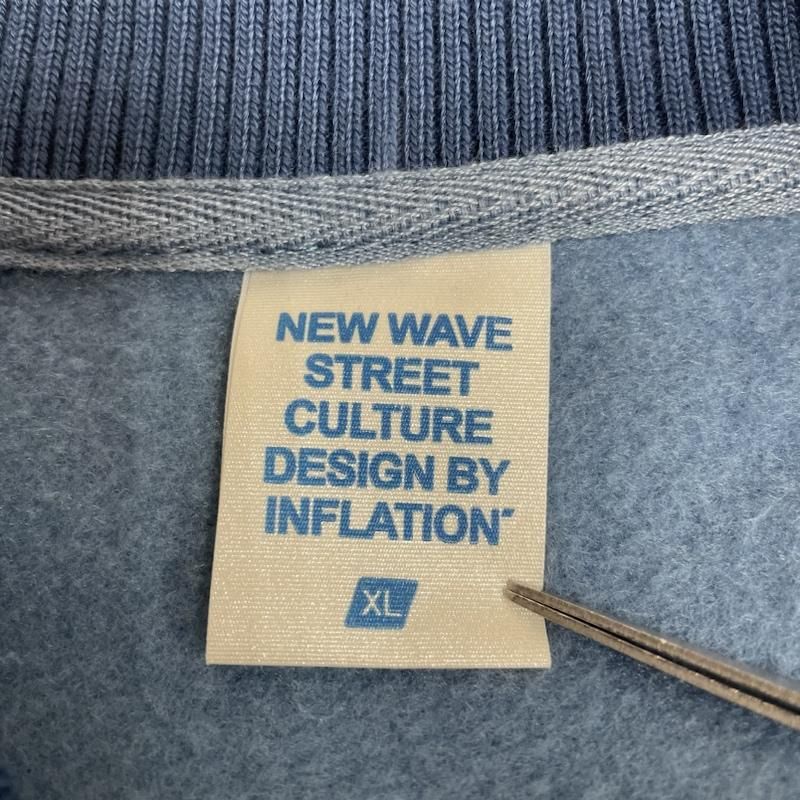 NEW WAVE
STREET
CULTURE
DESIGN BY
INFLATION"
XL